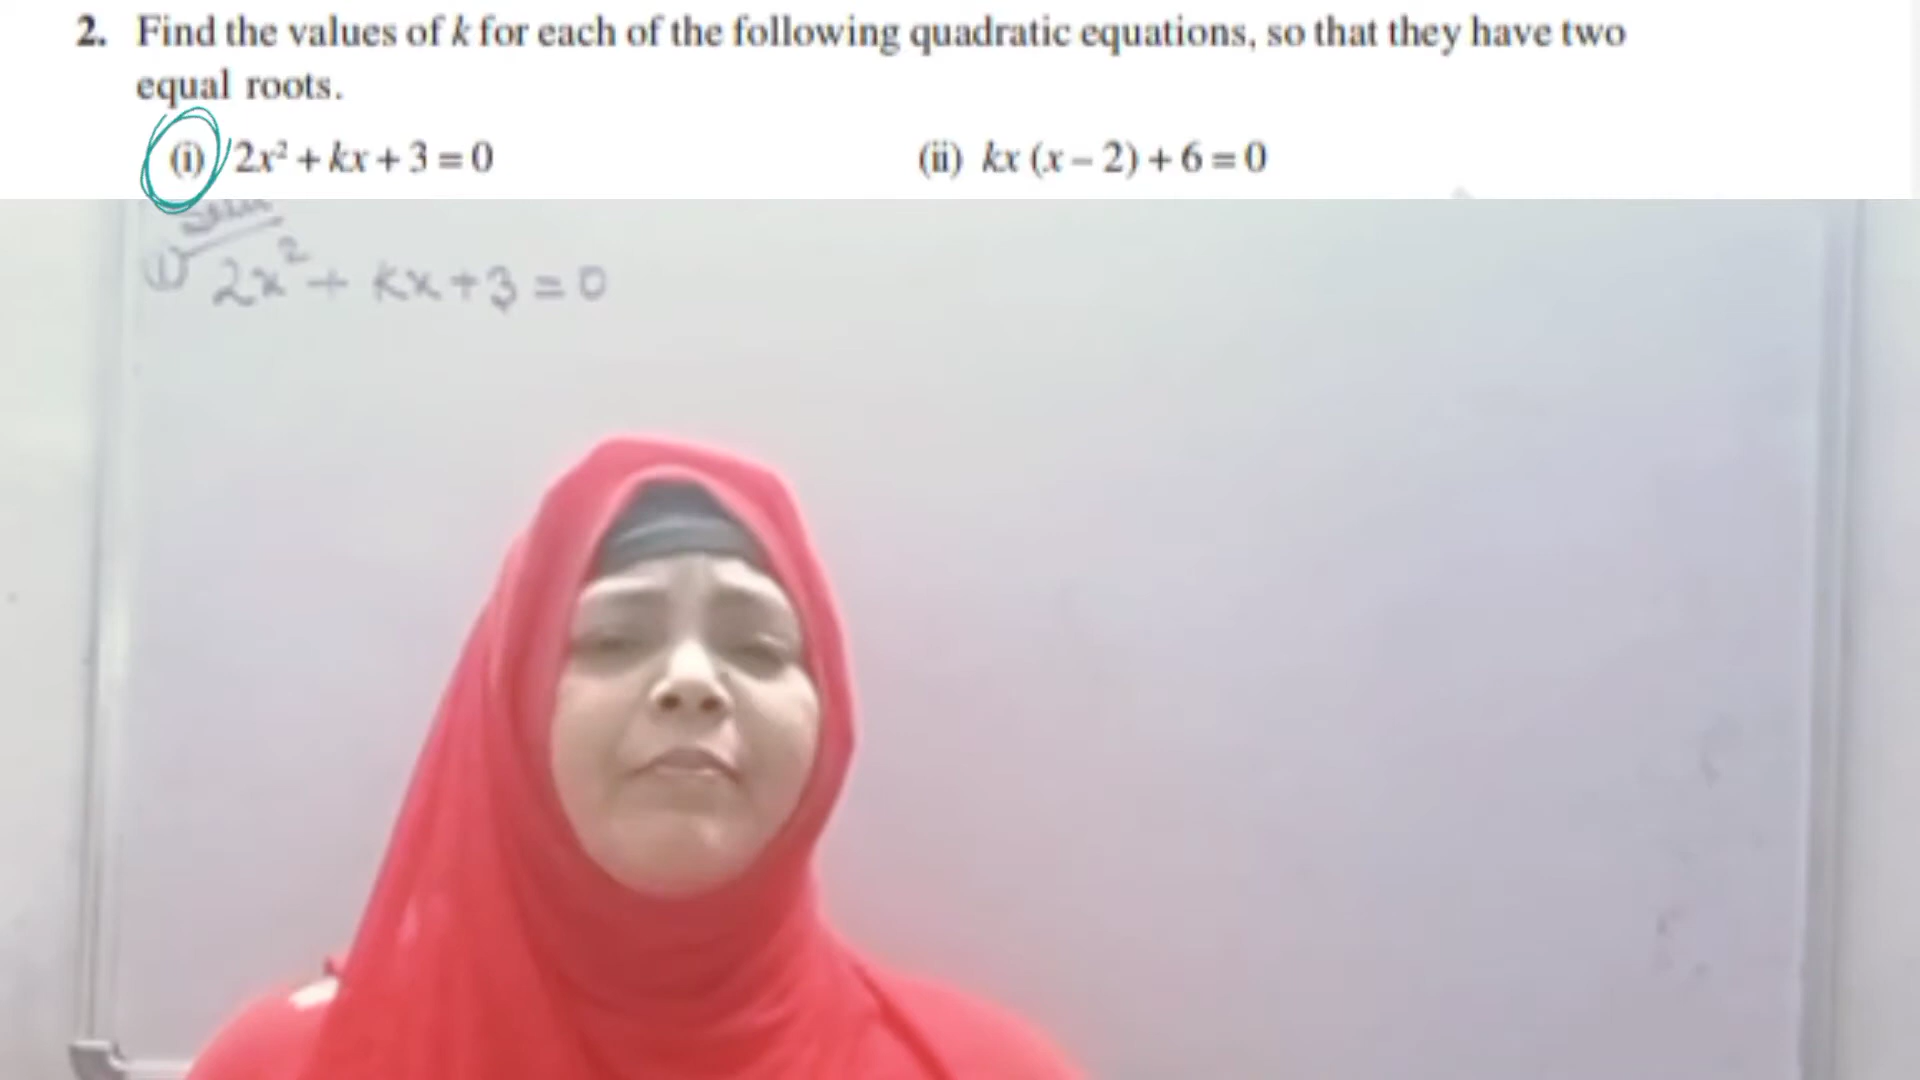 2. Find the values of k for each of the following quadratic equations, so that they have two
equal roots.
(i) 2x² + kx + 3 = 0 (ii) kx (x – 2) + 6 = 0
(i) 2x² + kx + 3 = 0